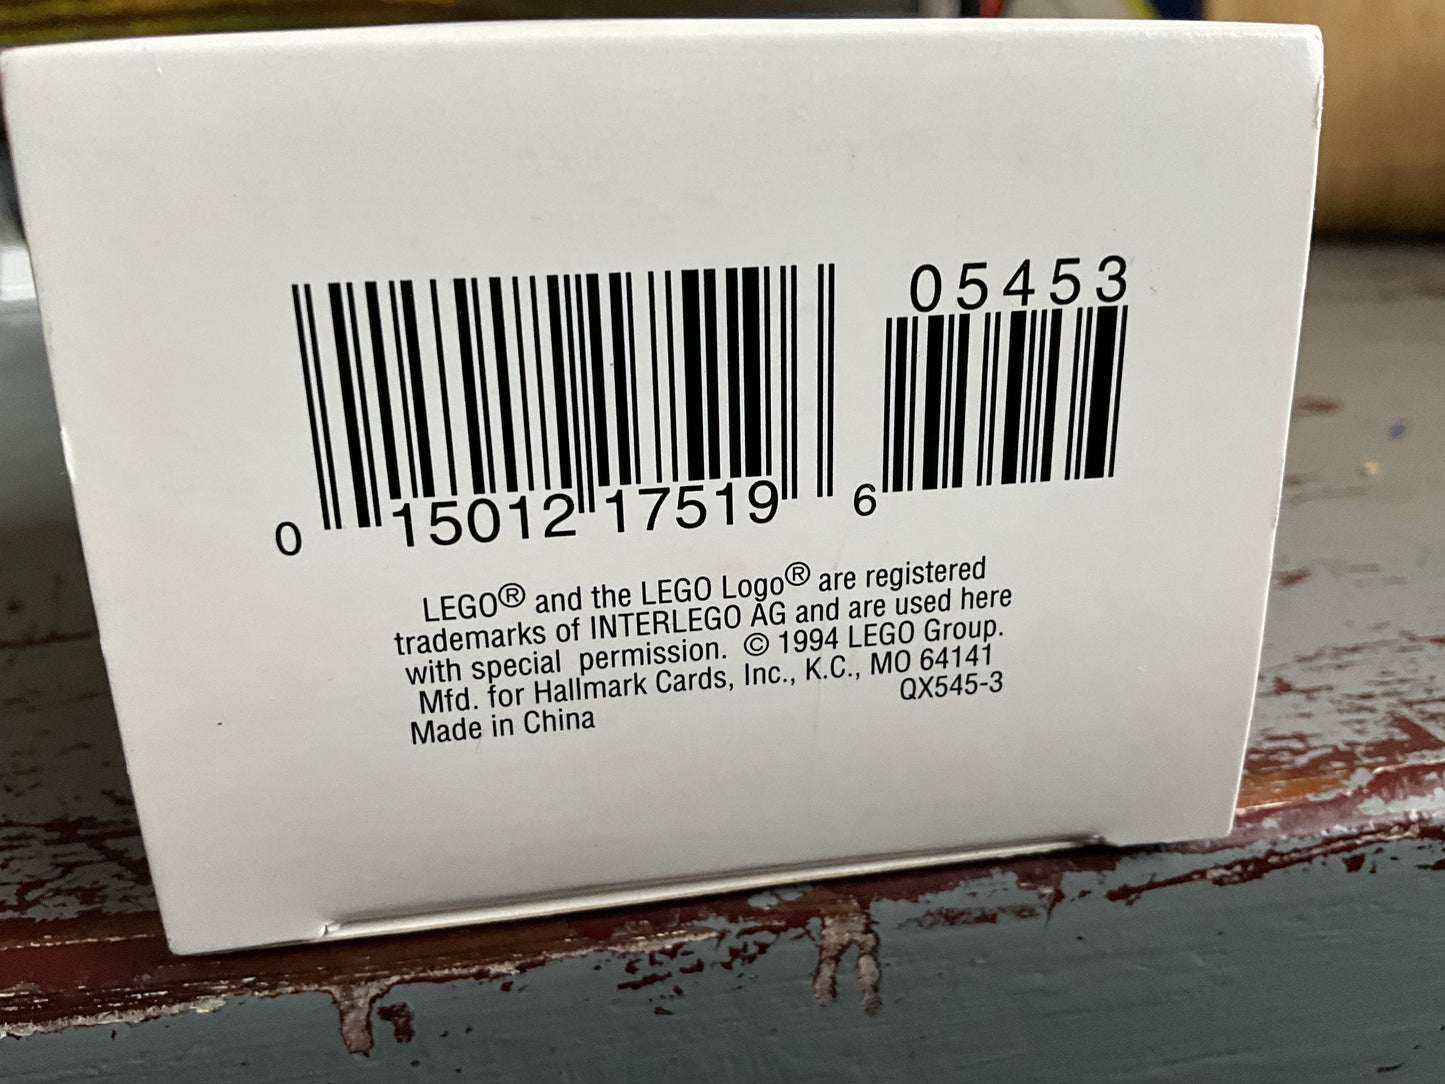 05453
0 15012 17519 6
LEGO® and the LEGO Logo® are registered
trademarks of INTERLEGO AG and are used here
with special permission. © 1994 LEGO Group.
Mfd. for Hallmark Cards, Inc., K.C., MO 64141
QX545-3
Made in China